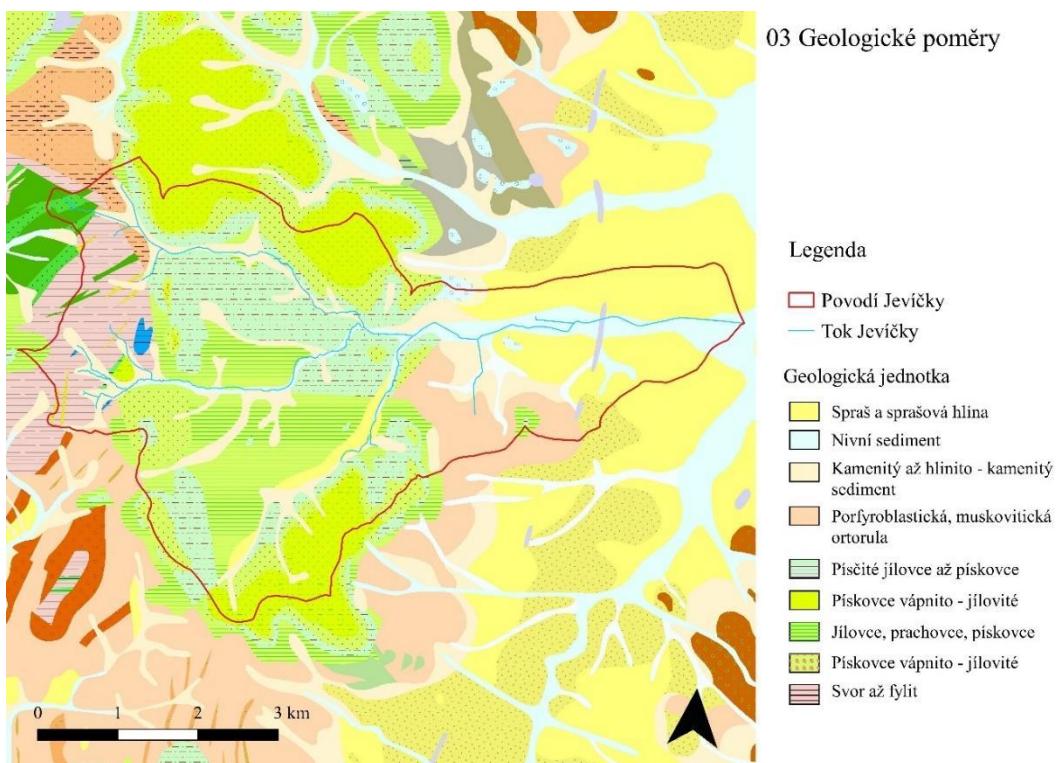 03 Geologické poměry
Legenda
Povodí Jevíčky
Tok Jevíčky
Geologická jednotka
Spraš a sprašová hlina
Nivní sediment
Kamenitý až hlinito - kamenitý
sediment
Porfyroblastická, muskovitická
ortorula
Písčité jílovce až pískovce
Pískovce vápnito - jílovité
Jílovce, prachovce, pískovce
Pískovce vápnito - jílovité
Svor až fylit
0 1 2 3 km